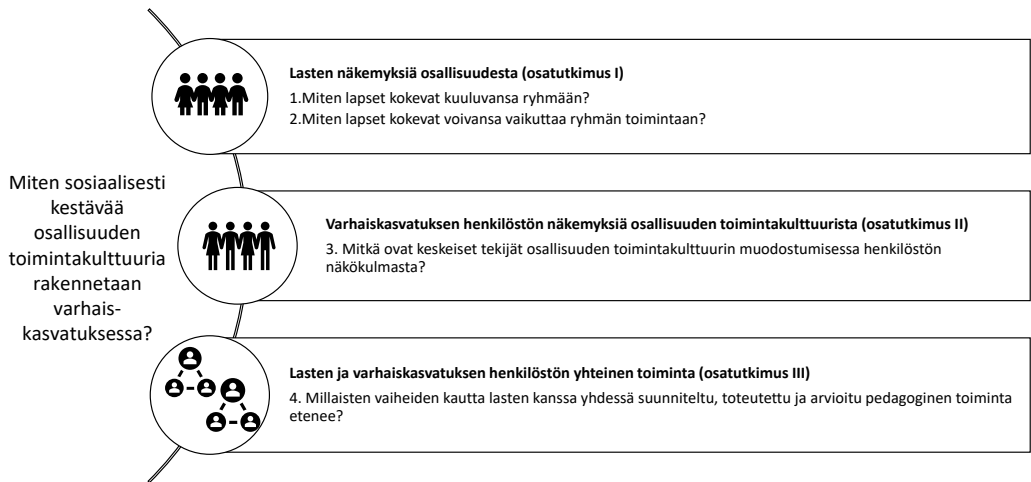 Miten sosiaalisesti
kestävää
osallisuuden
toimintakulttuuria
rakennetaan
varhais-
kasvatuksessa?
Lasten näkemyksiä osallisuudesta (osatutkimus I)
1.Miten lapset kokevat kuuluvansa ryhmään?
2.Miten lapset kokevat voivansa vaikuttaa ryhmän toimintaan?
Varhaiskasvatuksen henkilöstön näkemyksiä osallisuuden toimintakulttuurista (osatutkimus II)
3. Mitkä ovat keskeiset tekijät osallisuuden toimintakulttuurin muodostumisessa henkilöstön
näkökulmasta?
Lasten ja varhaiskasvatuksen henkilöstön yhteinen toiminta (osatutkimus III)
4. Millaisten vaiheiden kautta lasten kanssa yhdessä suunniteltu, toteutettu ja arvioitu pedagoginen toiminta
etenee?